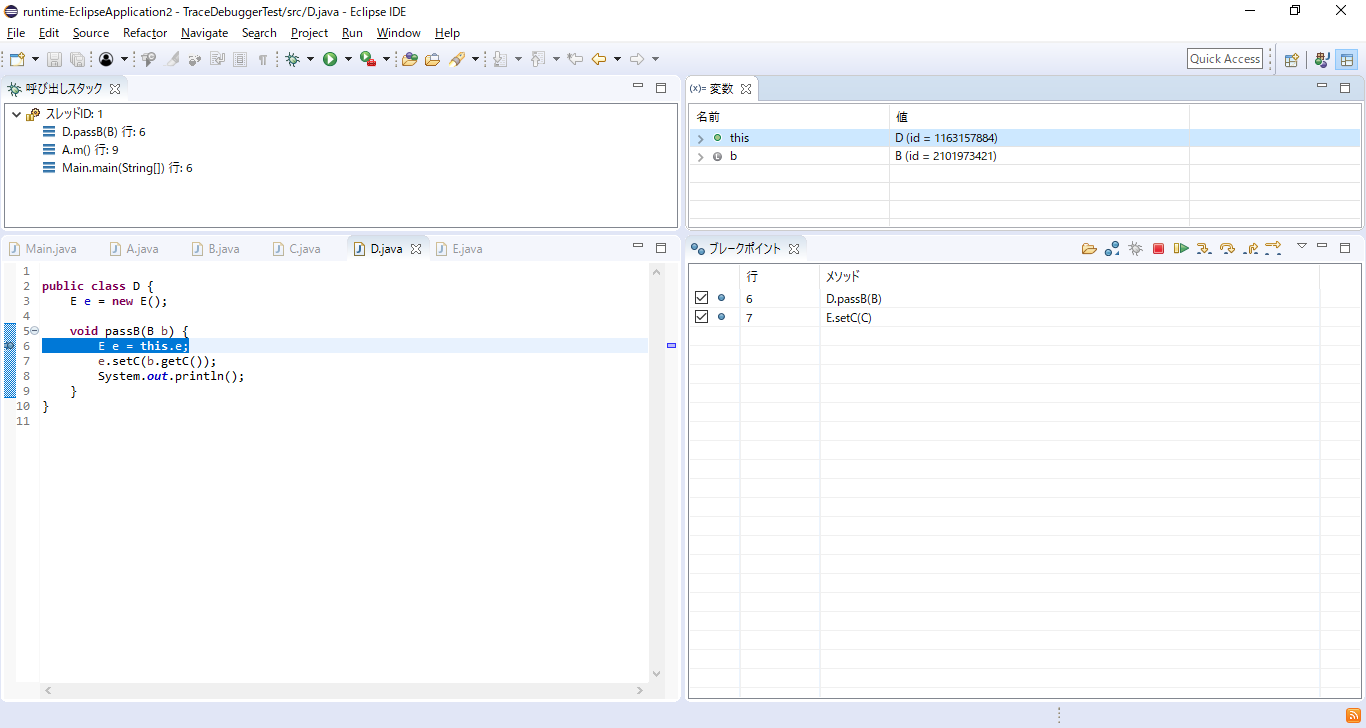 runtime-EclipseApplication2 - TraceDebuggerTest/src/D.java - Eclipse IDE
File Edit Source Refactor Navigate Search Project Run Window Help
Quick Access
呼び出しスタック
スレッドID: 1
D.passB(B) 行: 6
A.m() 行: 9
Main.main(String[]) 行: 6
(x)= 変数
名前 値
this D (id = 1163157884)
b B (id = 2101973421)
Main.java A.java B.java C.java D.java E.java
1
2 public class D {
3 E e = new E();
4
5 void passB(B b) {
6 E e = this.e;
7 e.setC(b.getC());
8 System.out.println();
9 }
10 }
11
ブレークポイント
行 メソッド
6 D.passB(B)
7 E.setC(C)